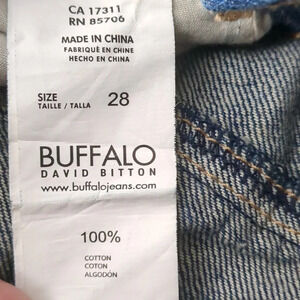 CA 17311
RN 85706
MADE IN CHINA
FABRIQUÉ EN CHINE
HECHO EN CHINA
SIZE 28
TAILLE / TALLA
BUFFALO
DAVID BITTON
www.buffalojeans.com
100%
COTTON
COTON
ALGODÓN